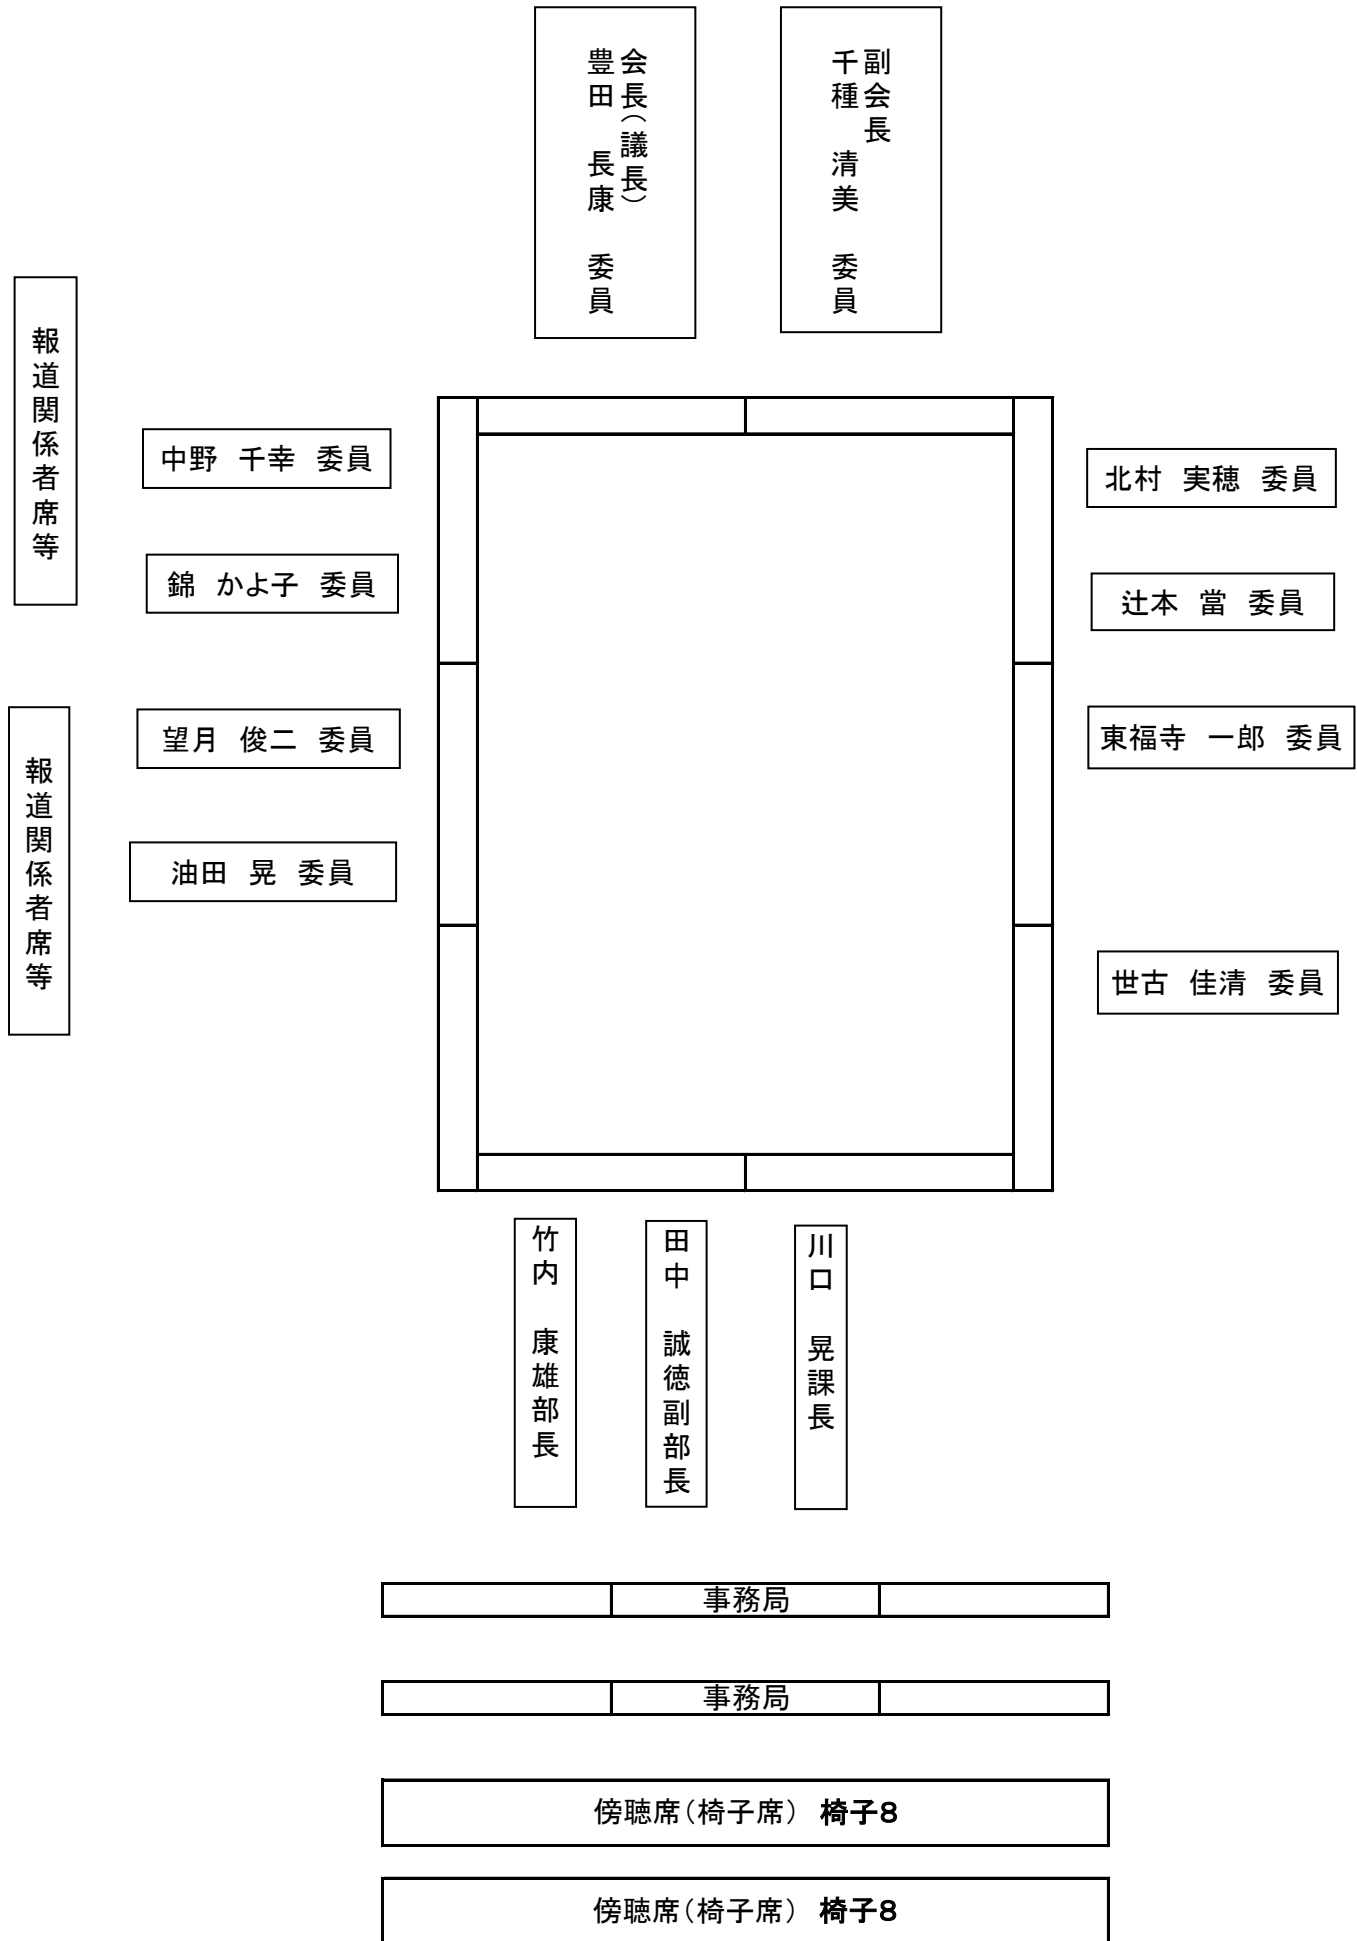 会長（議長）
豊田　長康　委員
副会長
千種　清美　委員
報道関係者席等
中野　千幸　委員
北村　実穂　委員
錦　かよ子　委員
辻本　當　委員
報道関係者席等
望月　俊二　委員
東福寺　一郎　委員
油田　晃　委員
世古　佳清　委員
竹内　康雄部長
田中　誠徳副部長
川口　晃課長
事務局
事務局
傍聴席（椅子席）　椅子８
傍聴席（椅子席）　椅子８